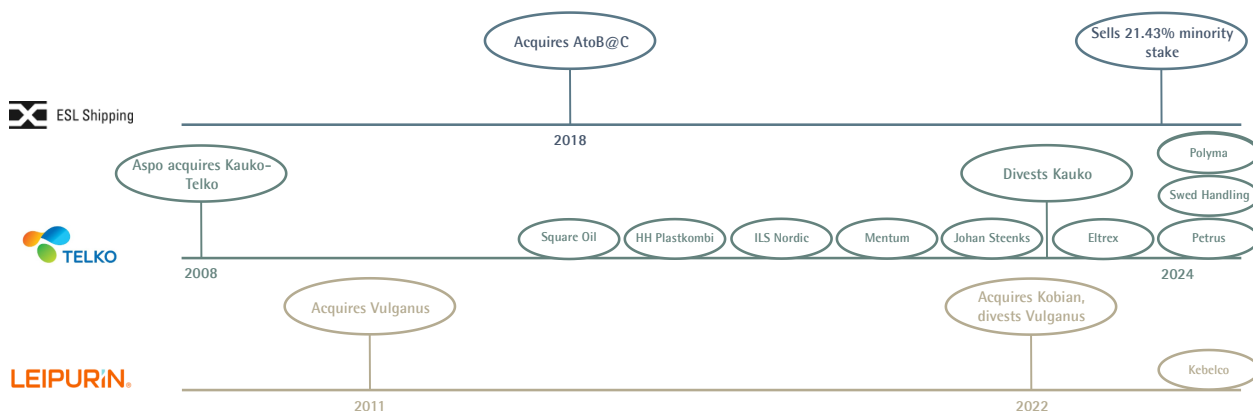 Acquires AtoB@C
Sells 21.43% minority
stake
ESL Shipping
2018
Aspo acquires Kauko-
Telko
Divests Kauko
Polyma
Swed Handling
TELKO
Square Oil
HH Plastkombi
ILS Nordic
Mentum
Johan Steenks
Eltrex
Petrus
2008
2024
Acquires Vulganus
Acquires Kobian,
divests Vulganus
LEIPURiN®
Kebelco
2011
2022